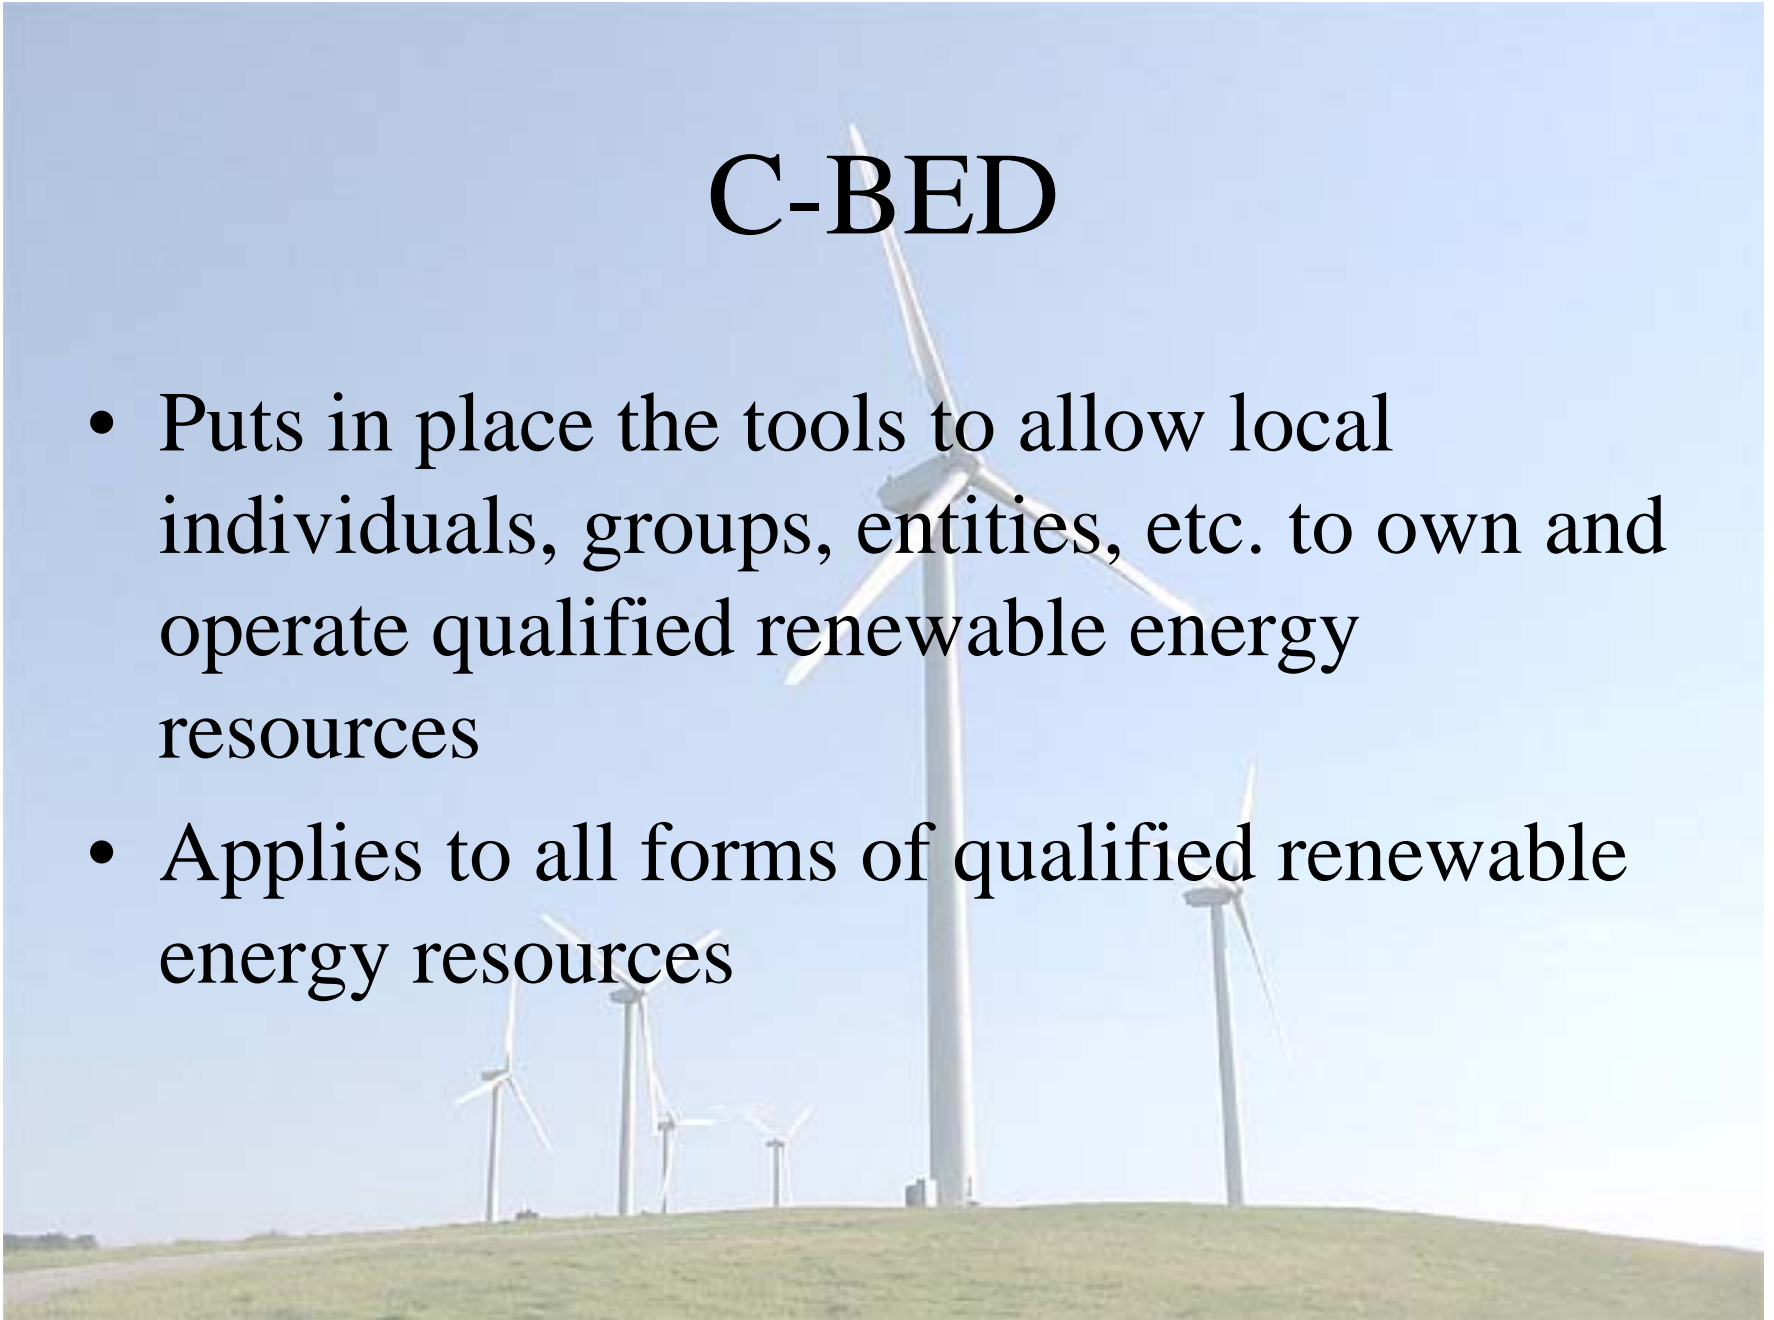 C-BED
• Puts in place the tools to allow local
individuals, groups, entities, etc. to own and
operate qualified renewable energy
resources
• Applies to all forms of qualified renewable
energy resources